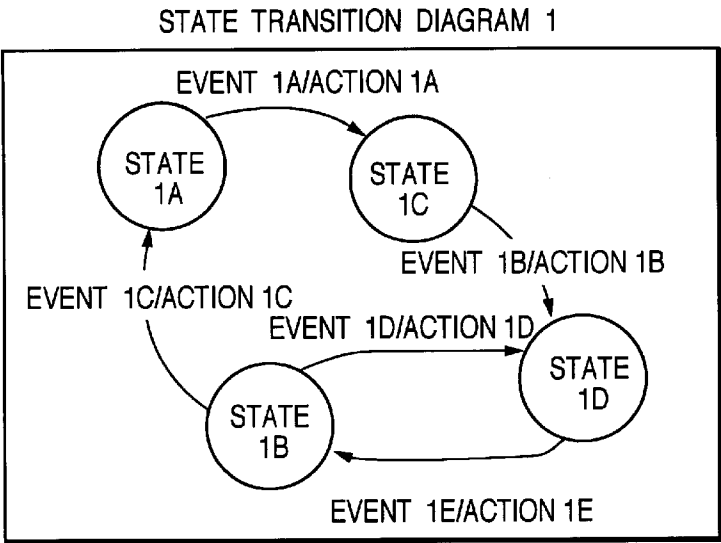 STATE TRANSITION DIAGRAM 1
EVENT 1A/ACTION 1A
STATE
1A
STATE
1C
EVENT 1B/ACTION 1B
EVENT 1C/ACTION 1C
EVENT 1D/ACTION 1D
STATE
1D
STATE
1B
EVENT 1E/ACTION 1E